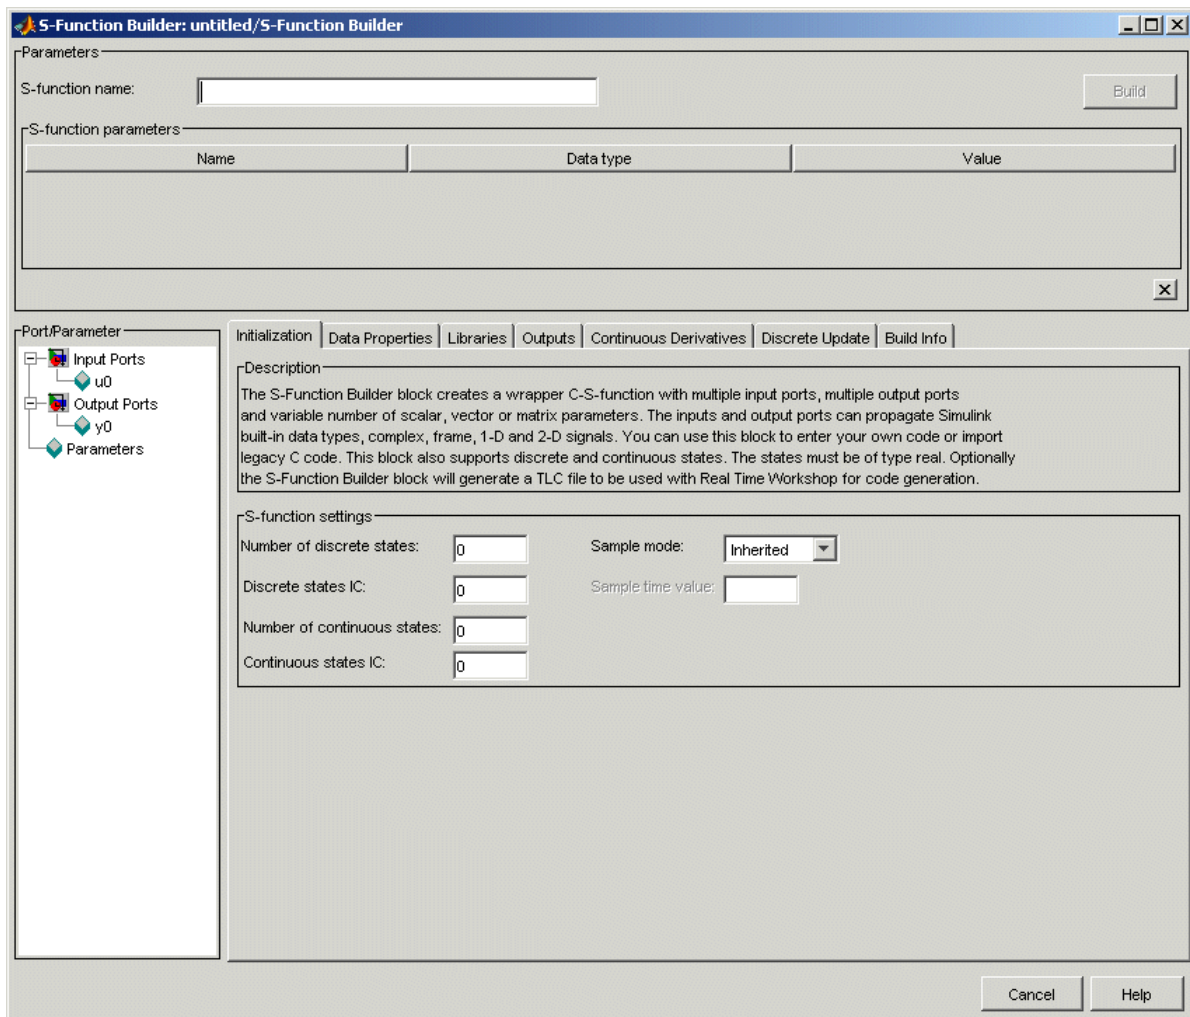 S-Function Builder: untitled/S-Function Builder
Parameters
S-function name:
Build
S-function parameters
Name Data type Value
Port/Parameter
Input Ports
u0
Output Ports
y0
Parameters
Initialization Data Properties Libraries Outputs Continuous Derivatives Discrete Update Build Info
Description
The S-Function Builder block creates a wrapper C-S-function with multiple input ports, multiple output ports
and variable number of scalar, vector or matrix parameters. The inputs and output ports can propagate Simulink
built-in data types, complex, frame, 1-D and 2-D signals. You can use this block to enter your own code or import
legacy C code. This block also supports discrete and continuous states. The states must be of type real. Optionally
the S-Function Builder block will generate a TLC file to be used with Real Time Workshop for code generation.
S-function settings
Number of discrete states: 0 Sample mode: Inherited
Discrete states IC: 0 Sample time value:
Number of continuous states: 0
Continuous states IC: 0
Cancel Help